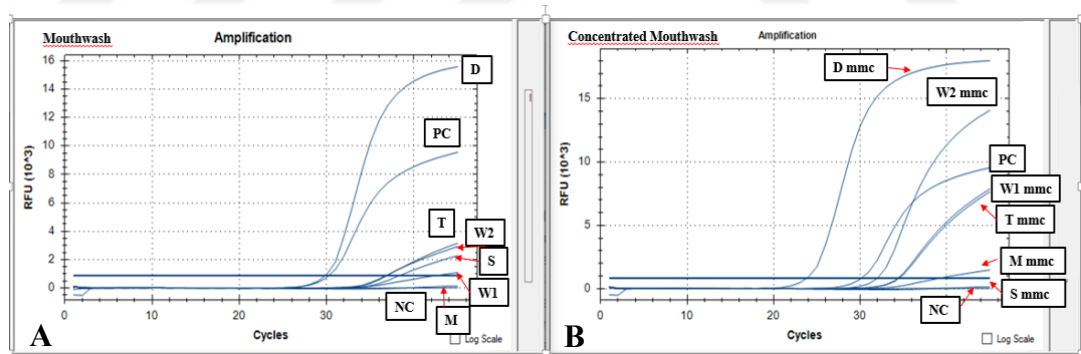 Mouthwash
Amplification
16
14
12
10
8
6
4
2
0
RFU (10^3)
0
10
20
30
40
Cycles
Log Scale
D
PC
T
W2
S
W1
NC
M
A
Concentrated Mouthwash
Amplification
15
10
5
0
RFU (10^3)
0
10
20
30
40
Cycles
Log Scale
D mmc
W2 mmc
PC
W1 mmc
T mmc
M mmc
S mmc
NC
B